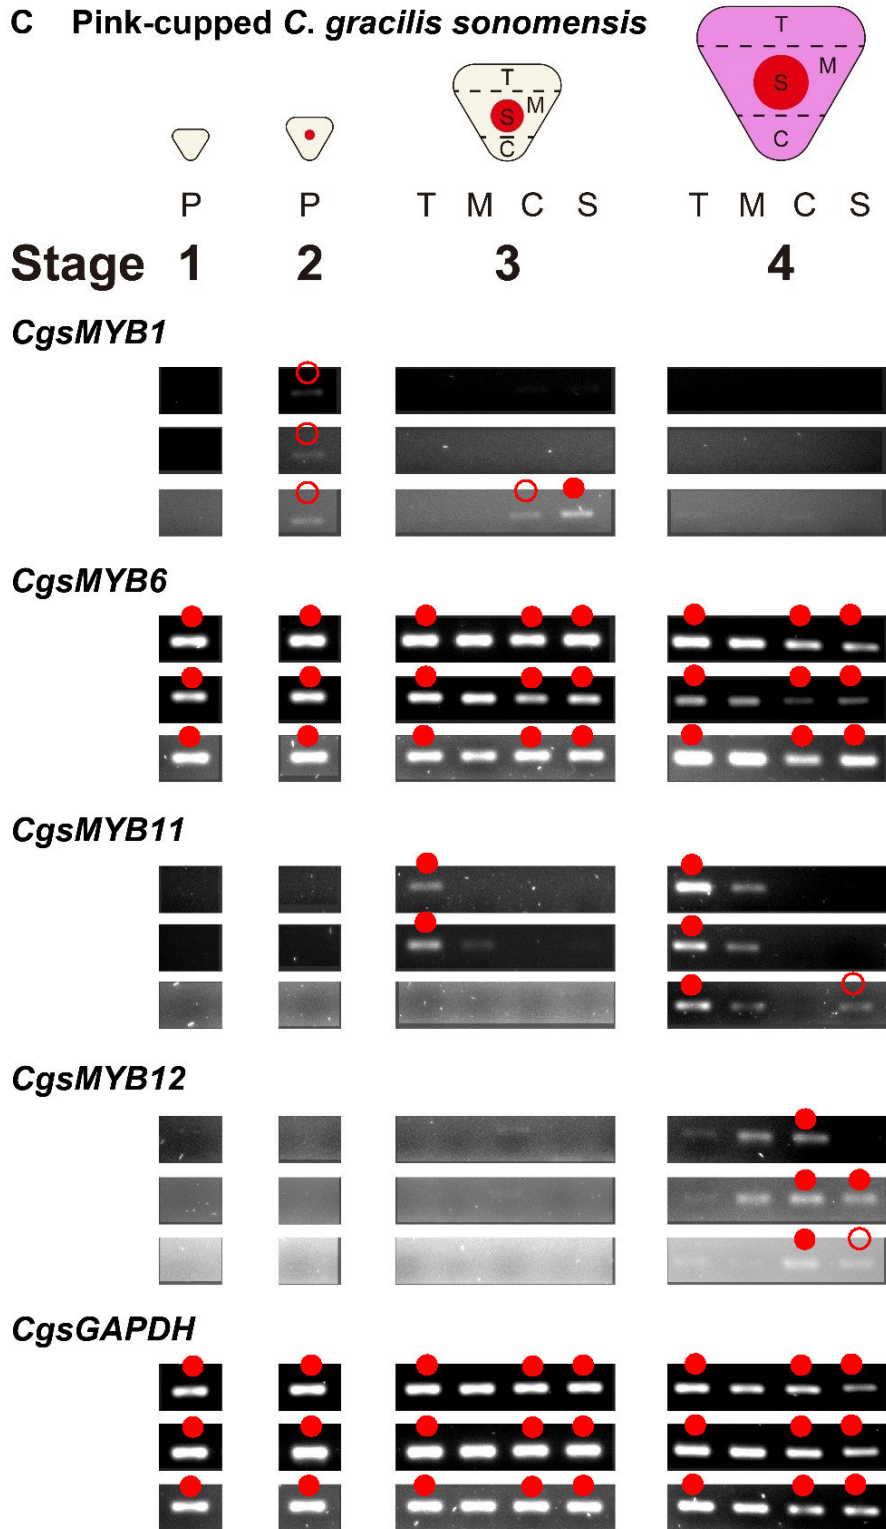 C Pink-cupped C. gracilis sonomensis
T
M
S
C
T
M
S
C
P P T M C S T M C S
Stage 1 2 3 4
CgsMYB1
CgsMYB6
CgsMYB11
CgsMYB12
CgsGAPDH